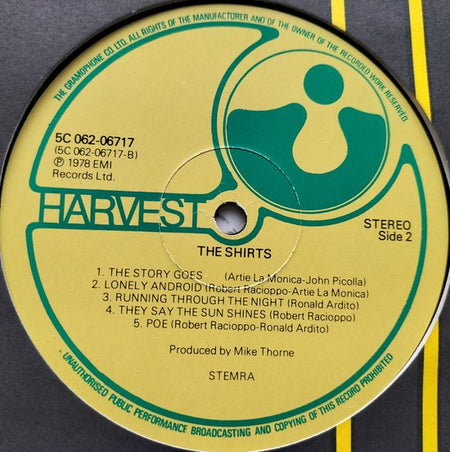 THE GRAMOPHONE CO LTD. ALL RIGHTS OF THE MANUFACTURER AND OF THE OWNER OF THE RECORDED WORK RESERVED.
5C 062-06717
(5C 062-06717-B)
Ⓟ 1978 EMI
Records Ltd.
HARVEST
STEREO
Side 2
THE SHIRTS
1. THE STORY GOES (Artie La Monica-John Picolla)
2. LONELY ANDROID (Robert Racioppo-Artie La Monica)
3. RUNNING THROUGH THE NIGHT (Ronald Ardito)
4. THEY SAY THE SUN SHINES (Robert Racioppo)
5. POE (Robert Racioppo-Ronald Ardito)
Produced by Mike Thorne
STEMRA
UNAUTHORISED PUBLIC PERFORMANCE BROADCASTING AND COPYING OF THIS RECORD PROHIBITED